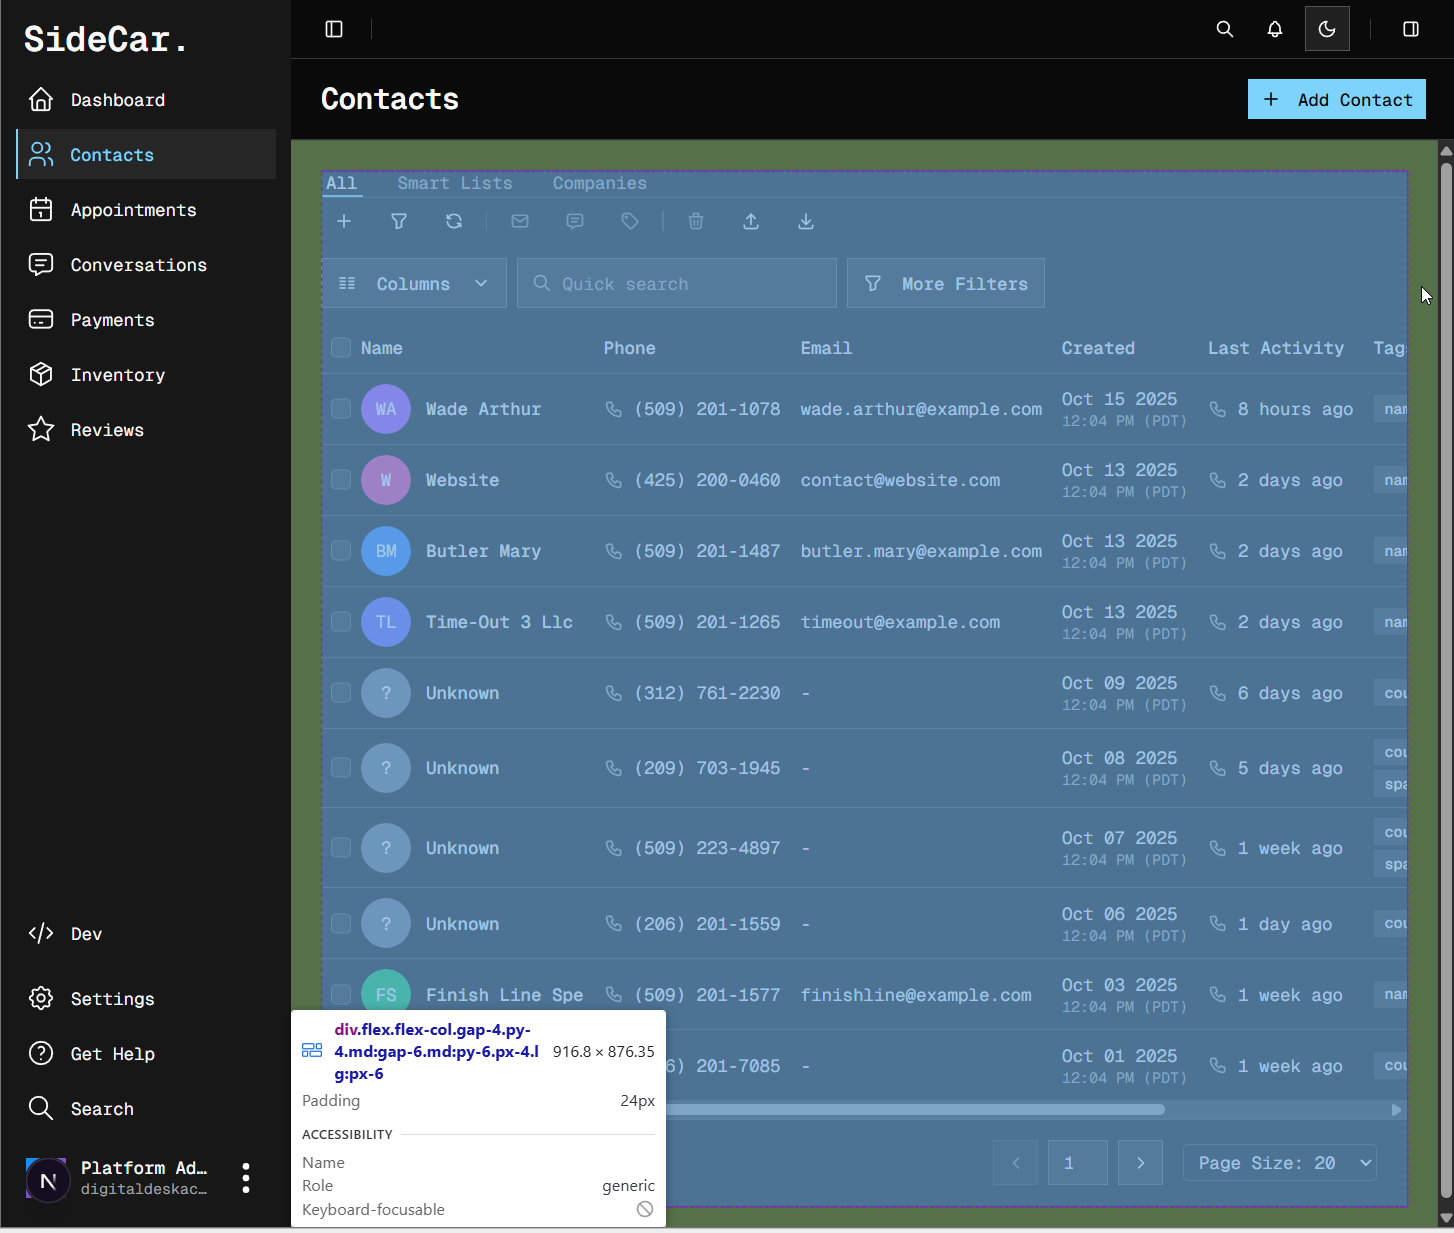 SideCar.
Dashboard
Contacts
Appointments
Conversations
Payments
Inventory
Reviews
Dev
Settings
Get Help
Search
Platform Ad…
digitaldeskac…
N
Contacts
+ Add Contact
All Smart Lists Companies
Columns Quick search More Filters
Name Phone Email Created Last Activity Tag
WA Wade Arthur (509) 201-1078 wade.arthur@example.com Oct 15 2025 8 hours ago nam
12:04 PM (PDT)
W Website (425) 200-0460 contact@website.com Oct 13 2025 2 days ago nam
12:04 PM (PDT)
BM Butler Mary (509) 201-1487 butler.mary@example.com Oct 13 2025 2 days ago nam
12:04 PM (PDT)
TL Time-Out 3 Llc (509) 201-1265 timeout@example.com Oct 13 2025 2 days ago nam
12:04 PM (PDT)
? Unknown (312) 761-2230 - Oct 09 2025 6 days ago cou
12:04 PM (PDT)
? Unknown (209) 703-1945 - Oct 08 2025 5 days ago cou
12:04 PM (PDT) spa
? Unknown (509) 223-4897 - Oct 07 2025 1 week ago cou
12:04 PM (PDT) spa
? Unknown (206) 201-1559 - Oct 06 2025 1 day ago cou
12:04 PM (PDT)
FS Finish Line Spe (509) 201-1577 finishline@example.com Oct 03 2025 1 week ago nam
12:04 PM (PDT)
6) 201-7085 - Oct 01 2025 1 week ago cou
12:04 PM (PDT)
1 Page Size: 20
div.flex.flex-col.gap-4.py-
4.md:gap-6.md:py-6.px-4.l
g:px-6
916.8 × 876.35
Padding 24px
ACCESSIBILITY
Name
Role generic
Keyboard-focusable